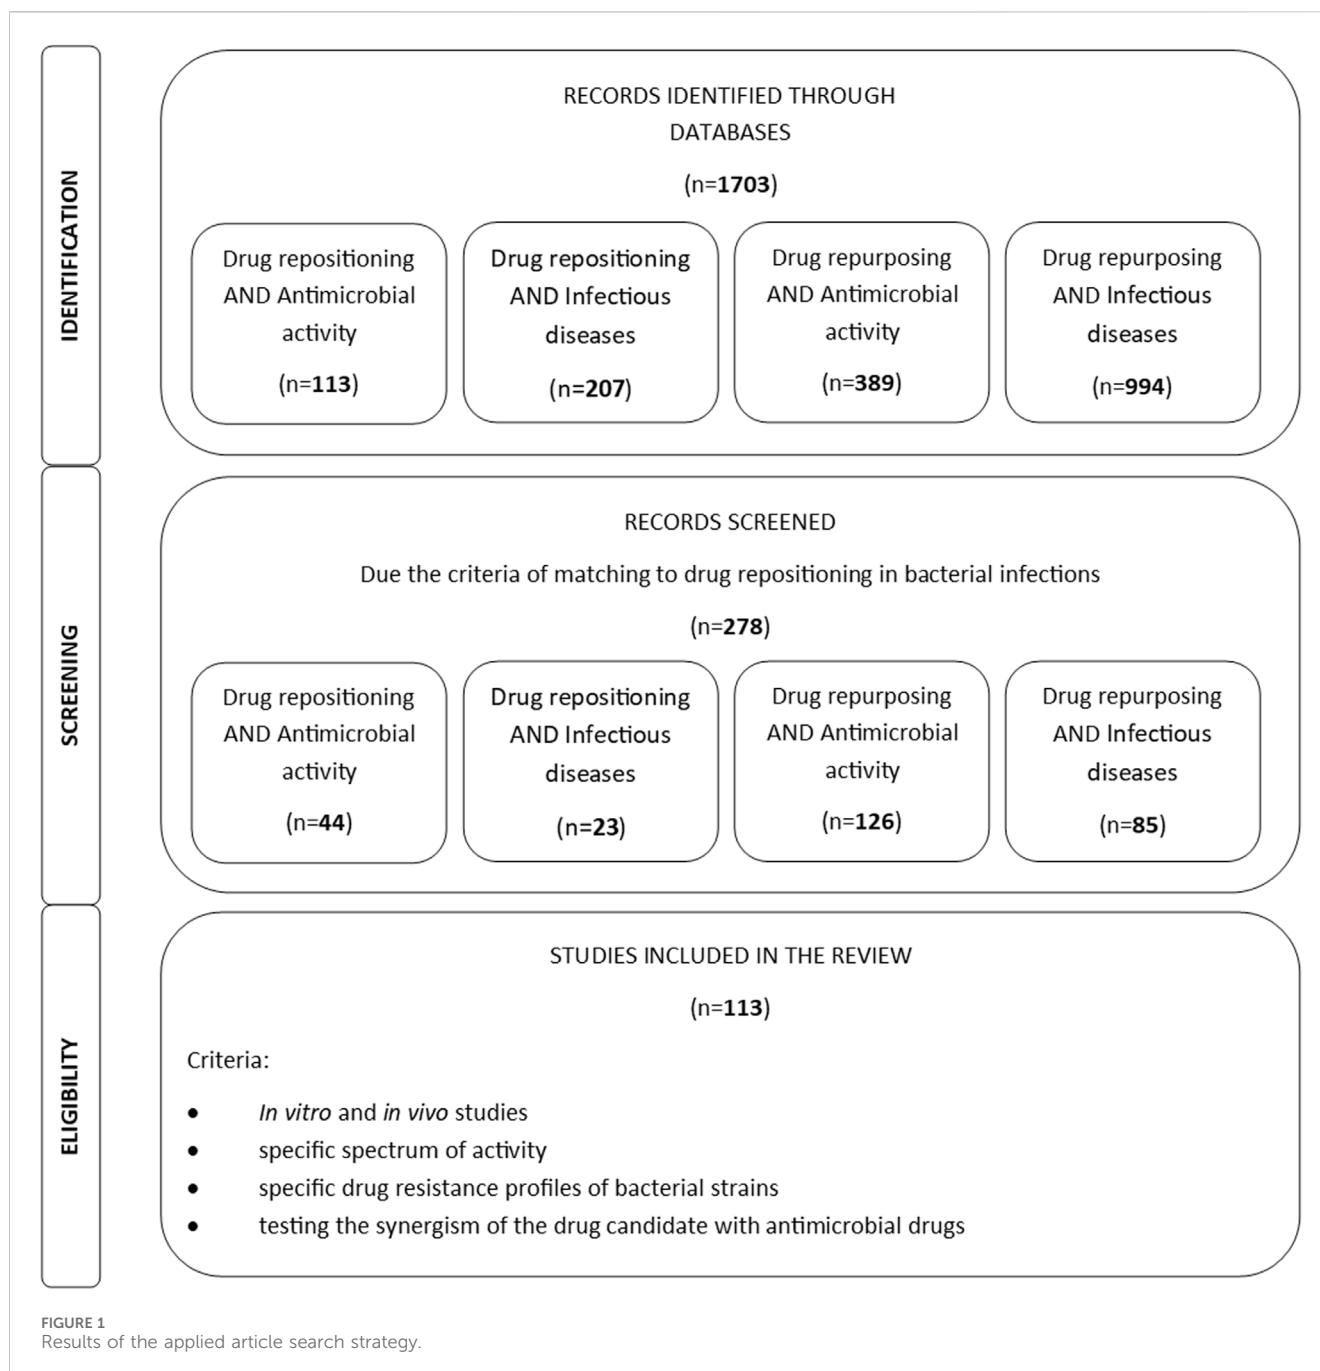 IDENTIFICATION
RECORDS IDENTIFIED THROUGH
DATABASES
(n=1703)
Drug repositioning
AND Antimicrobial
activity
(n=113)
Drug repositioning
AND Infectious
diseases
(n=207)
Drug repurposing
AND Antimicrobial
activity
(n=389)
Drug repurposing
AND Infectious
diseases
(n=994)
SCREENING
RECORDS SCREENED
Due the criteria of matching to drug repositioning in bacterial infections
(n=278)
Drug repositioning
AND Antimicrobial
activity
(n=44)
Drug repositioning
AND Infectious
diseases
(n=23)
Drug repurposing
AND Antimicrobial
activity
(n=126)
Drug repurposing
AND Infectious
diseases
(n=85)
ELIGIBILITY
STUDIES INCLUDED IN THE REVIEW
(n=113)
Criteria:
• In vitro and in vivo studies
• specific spectrum of activity
• specific drug resistance profiles of bacterial strains
• testing the synergism of the drug candidate with antimicrobial drugs
FIGURE 1
Results of the applied article search strategy.